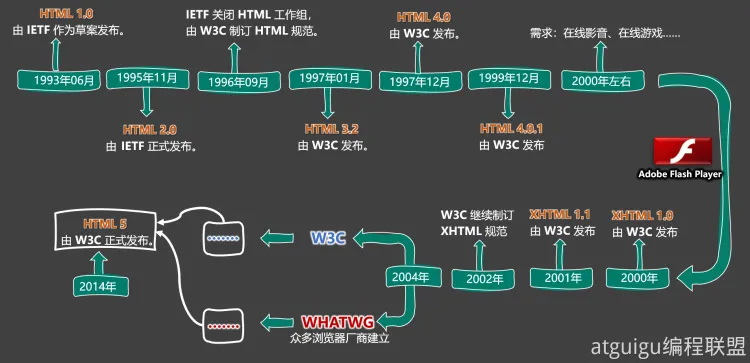 HTML 1.0
由 IETF 作为草案发布。
IETF 关闭 HTML 工作组，
由 W3C 制订 HTML 规范。
HTML 4.0
由 W3C 发布。
需求：在线影音、在线游戏……
1993年06月
1995年11月
1996年09月
1997年01月
1997年12月
1999年12月
2000年左右
HTML 2.0
由 IETF 正式发布。
HTML 3.2
由 W3C 发布。
HTML 4.0.1
由 W3C 发布
Adobe Flash Player
HTML 5
由 W3C 正式发布。
2014年
W3C
WHATWG
众多浏览器厂商建立
2004年
W3C 继续制订
XHTML 规范
2002年
XHTML 1.1
由 W3C 发布
2001年
XHTML 1.0
由 W3C 发布
2000年
atguigu编程联盟